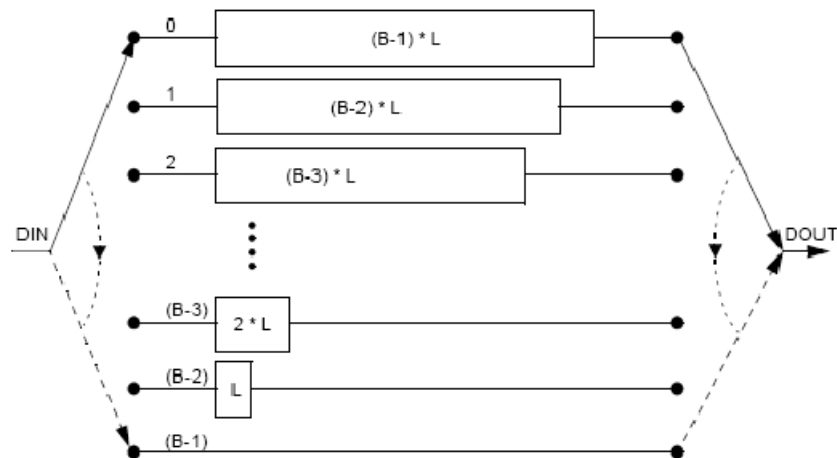 0
(B-1) * L
1
(B-2) * L
2
(B-3) * L
DIN
DOUT
(B-3)
2 * L
(B-2)
L
(B-1)